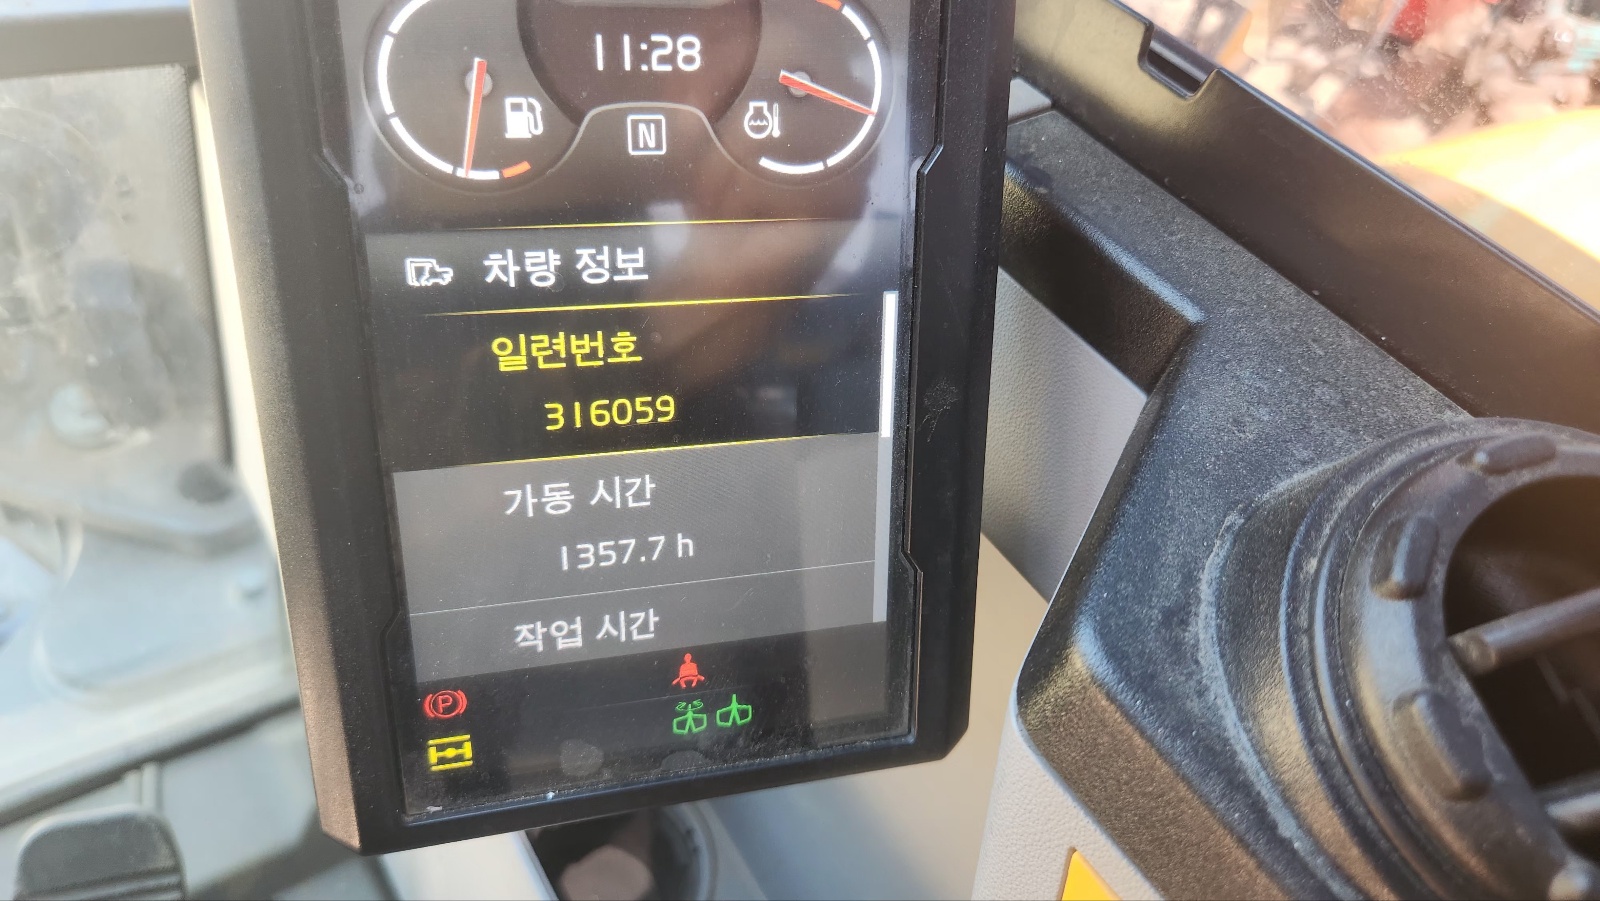 11:28
N
차량 정보
일련번호
316059
가동 시간
1357.7 h
작업 시간
P